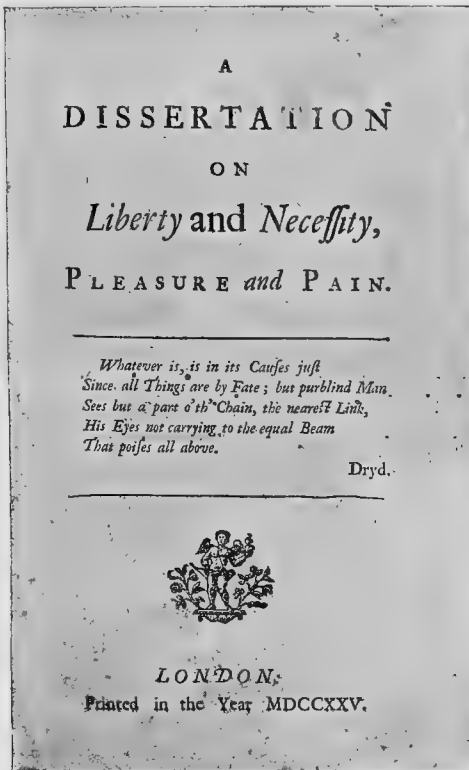 A
DISSERTATION
ON
Liberty and Neceſſity,
PLEASURE and PAIN.
Whatever is, is in its Cauſes juſt
Since all Things are by Fate; but purblind Man
Sees but a part o'th' Chain, the neareſt Link,
His Eyes not carrying to the equal Beam
That poiſes all above.
Dryd.
LONDON,
Printed in the Year MDCCXXV.